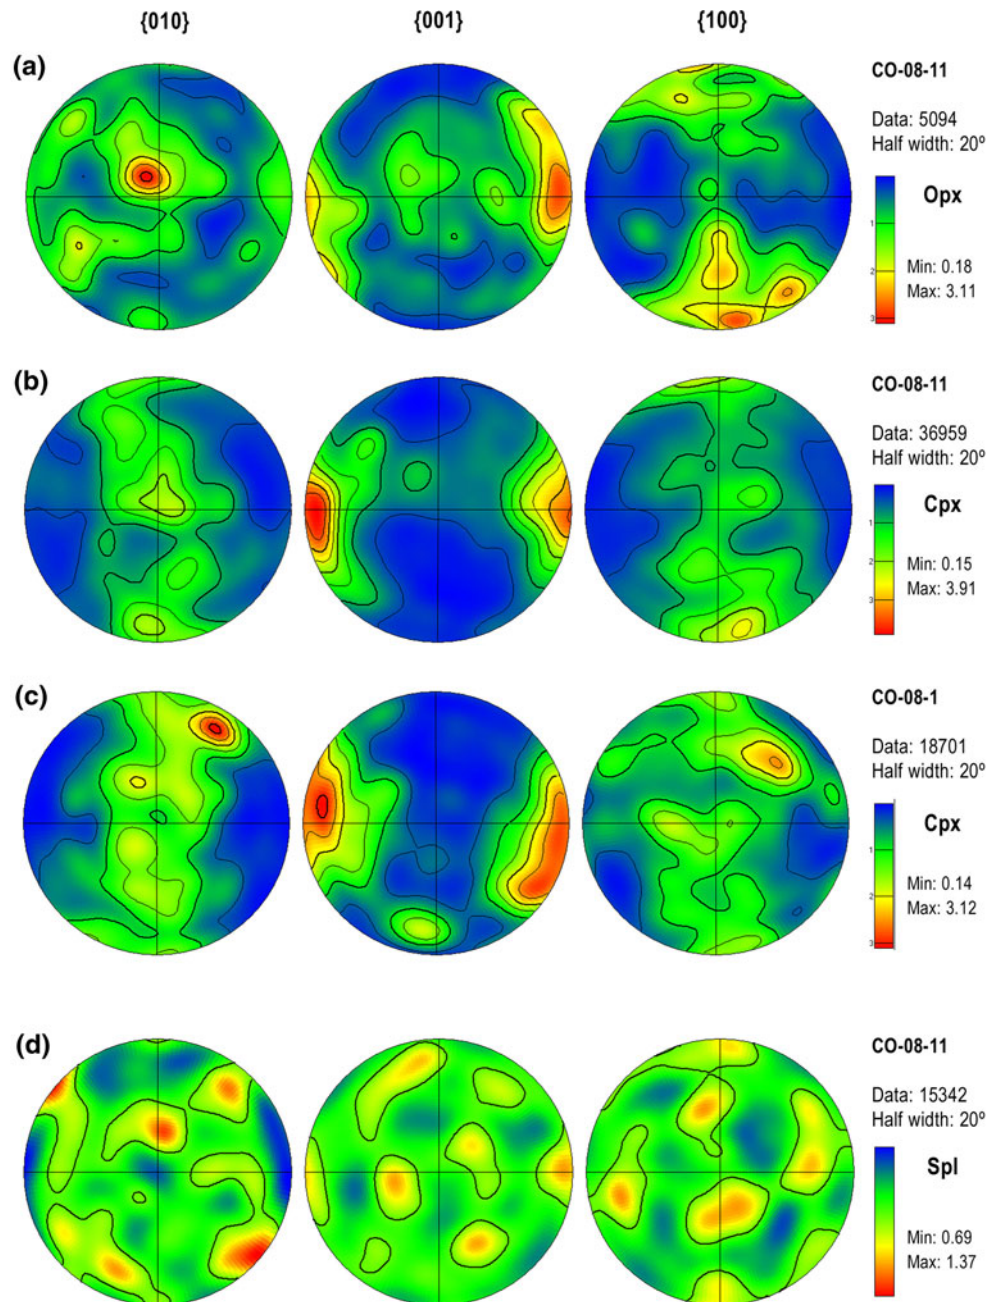 {010} {001} {100}
(a)
CO-08-11
Data: 5094
Half width: 20º
Opx
1
2
3
Min: 0.18
Max: 3.11
(b)
CO-08-11
Data: 36959
Half width: 20º
Cpx
1
2
3
Min: 0.15
Max: 3.91
(c)
CO-08-1
Data: 18701
Half width: 20º
Cpx
1
2
3
Min: 0.14
Max: 3.12
(d)
CO-08-11
Data: 15342
Half width: 20º
Spl
Min: 0.69
Max: 1.37